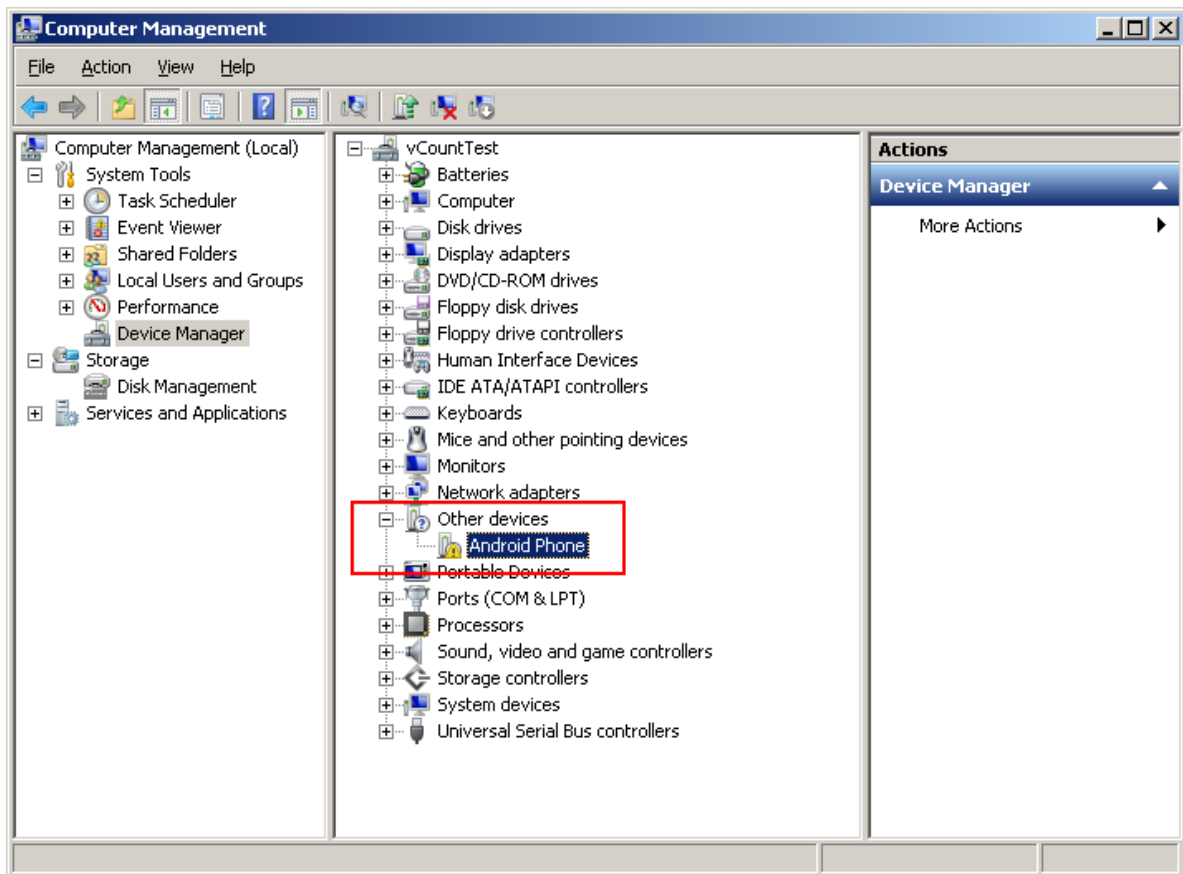 Computer Management
File Action View Help
Computer Management (Local)
System Tools
Task Scheduler
Event Viewer
Shared Folders
Local Users and Groups
Performance
Device Manager
Storage
Disk Management
Services and Applications
vCountTest
Batteries
Computer
Disk drives
Display adapters
DVD/CD-ROM drives
Floppy disk drives
Floppy drive controllers
Human Interface Devices
IDE ATA/ATAPI controllers
Keyboards
Mice and other pointing devices
Monitors
Network adapters
Other devices
Android Phone
Portable Devices
Ports (COM & LPT)
Processors
Sound, video and game controllers
Storage controllers
System devices
Universal Serial Bus controllers
Actions
Device Manager
More Actions